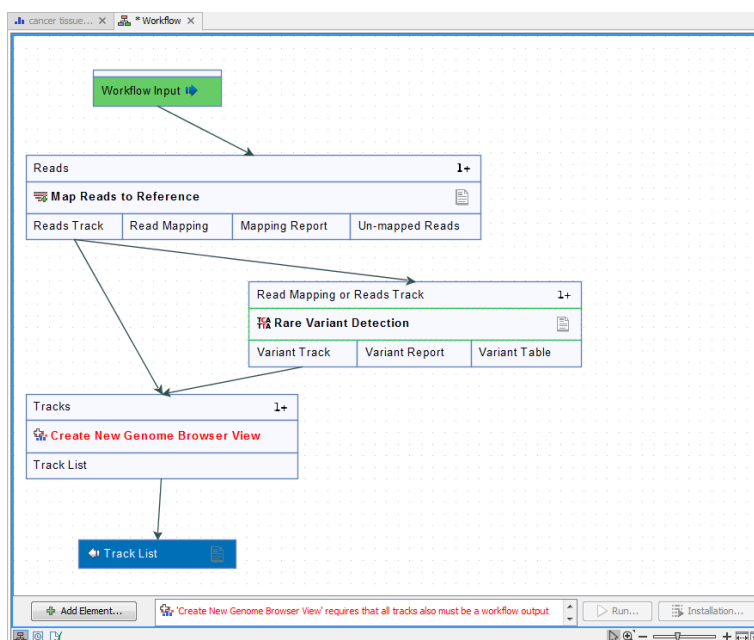 cancer tissue...
* Workflow
Workflow Input
Reads 1+
Map Reads to Reference
Reads Track Read Mapping Mapping Report Un-mapped Reads
Read Mapping or Reads Track 1+
Rare Variant Detection
Variant Track Variant Report Variant Table
Tracks 1+
Create New Genome Browser View
Track List
Track List
Add Element... 'Create New Genome Browser View' requires that all tracks also must be a workflow output Run... Installation...